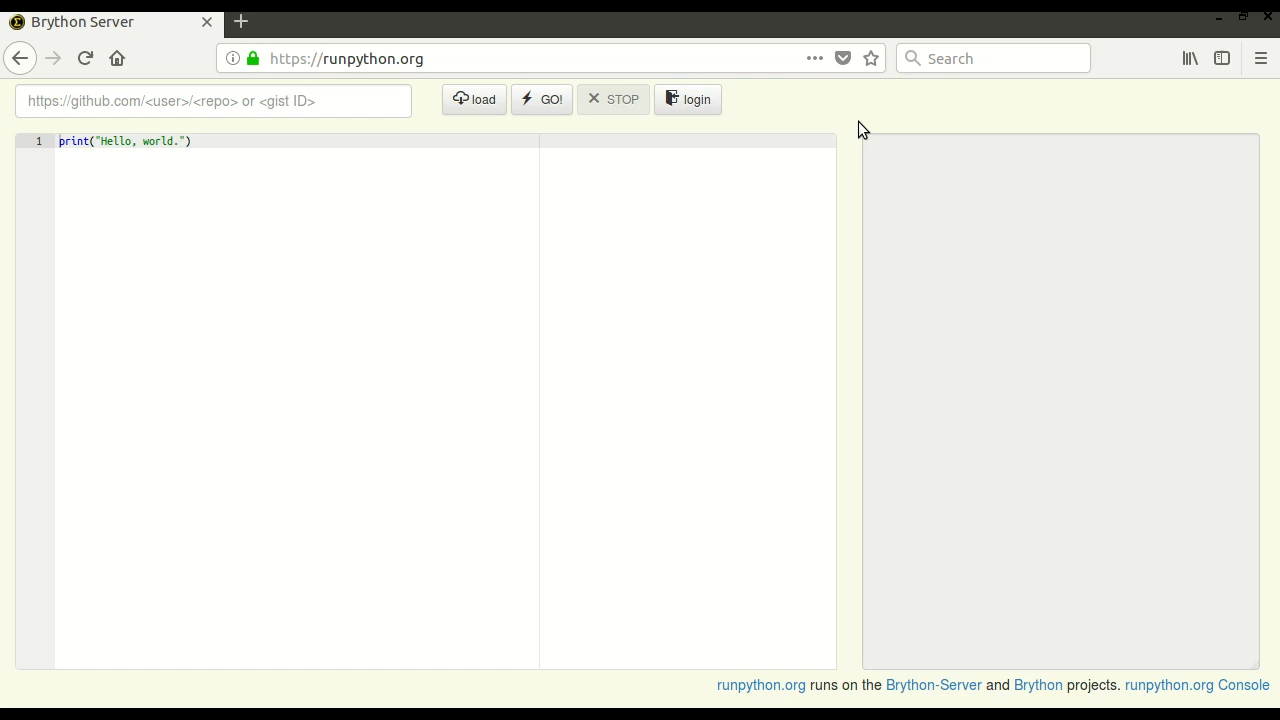 Brython Server
https://runpython.org
Search
https://github.com/<user>/<repo> or <gist ID>
load
GO!
STOP
login
1 print("Hello, world.")
runpython.org runs on the Brython-Server and Brython projects. runpython.org Console